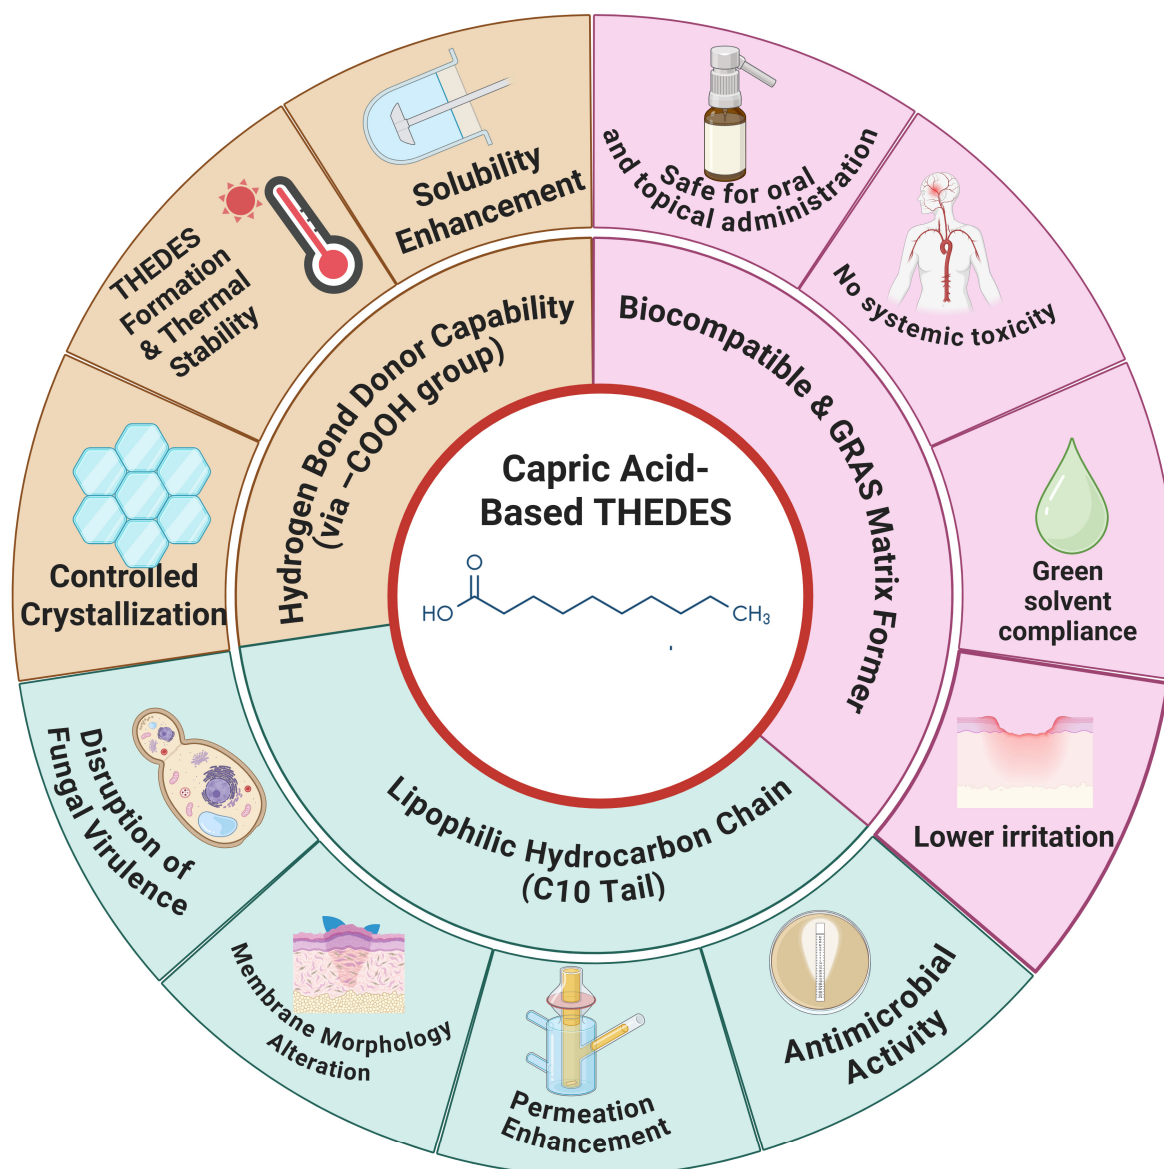 Capric Acid-
Based THEDES
O
HO
CH3
Hydrogen Bond Donor Capability
(via –COOH group)
Biocompatible & GRAS Matrix Former
Lipophilic Hydrocarbon Chain
(C10 Tail)
Solubility
Enhancement
Safe for oral
and topical administration
No systemic toxicity
Green
solvent
compliance
Lower irritation
Antimicrobial
Activity
Permeation
Enhancement
Membrane Morphology
Alteration
Disruption of
Fungal Virulence
Controlled
Crystallization
THEDES
Formation
& Thermal
Stability